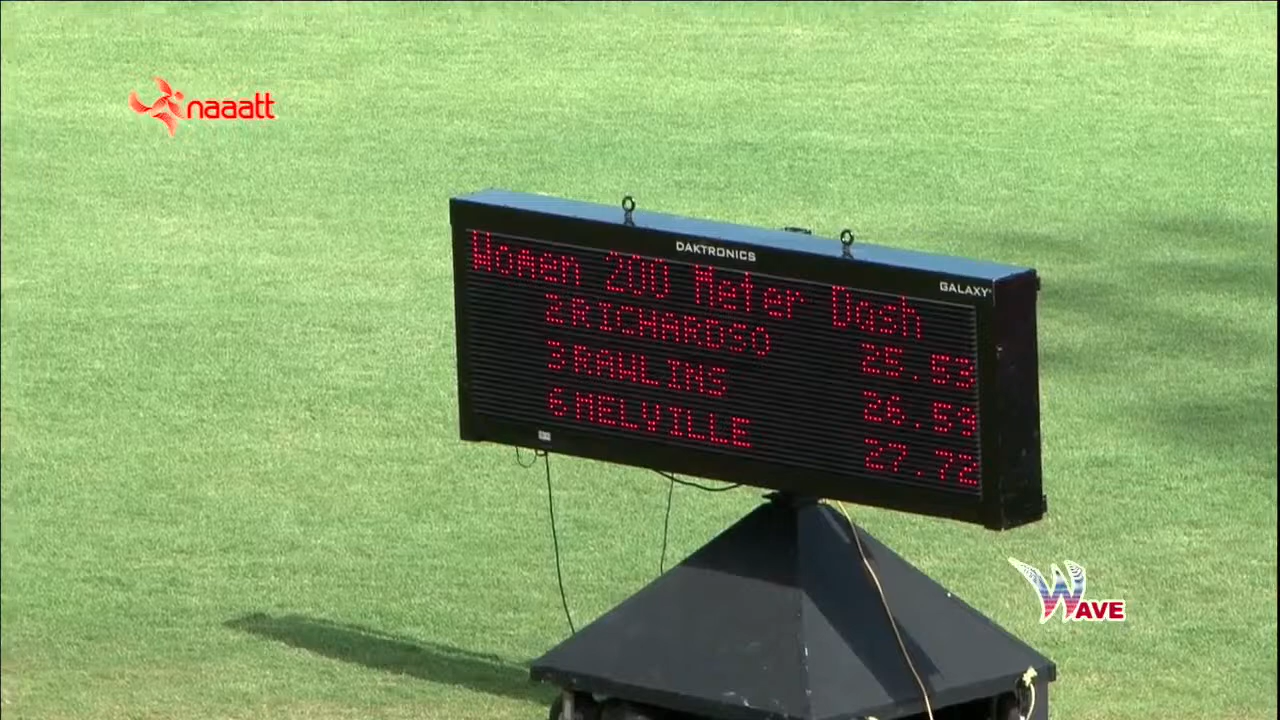 naaatt
DAKTRONICS
GALAXY
Women 200 Meter Dash
2 RICHARDSO 25.53
3 RAWLINS 26.59
6 MELVILLE 27.72
WAVE